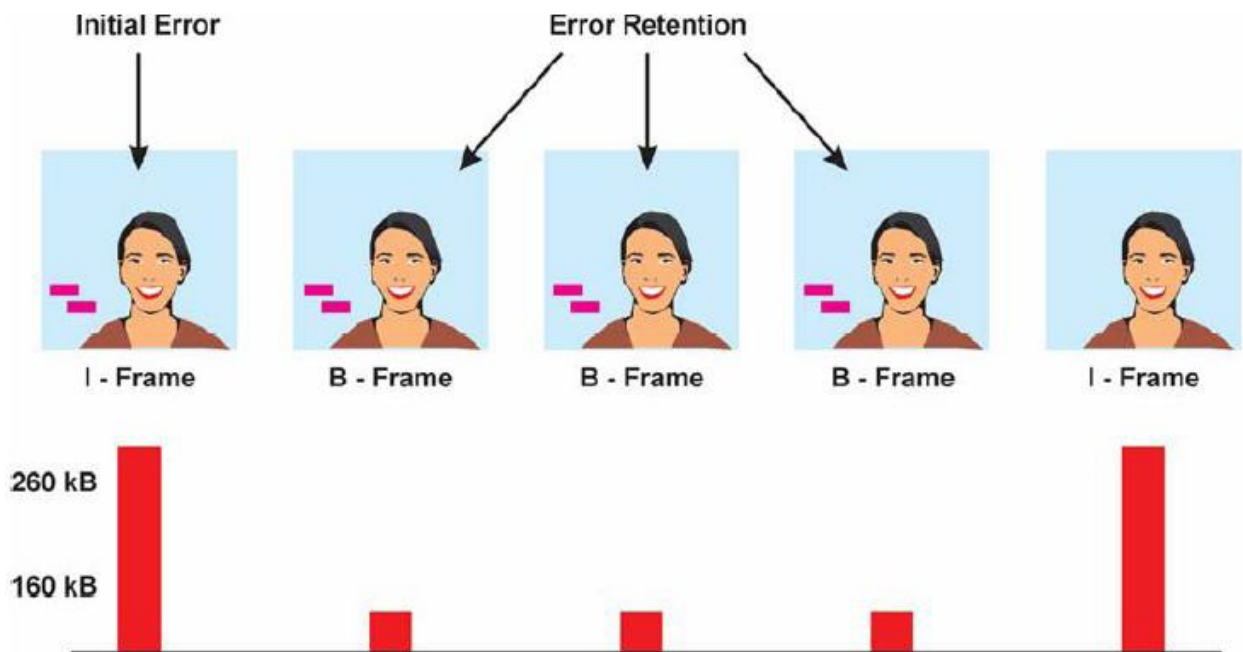 Initial Error
Error Retention
I - Frame
B - Frame
B - Frame
B - Frame
I - Frame
260 kB
160 kB